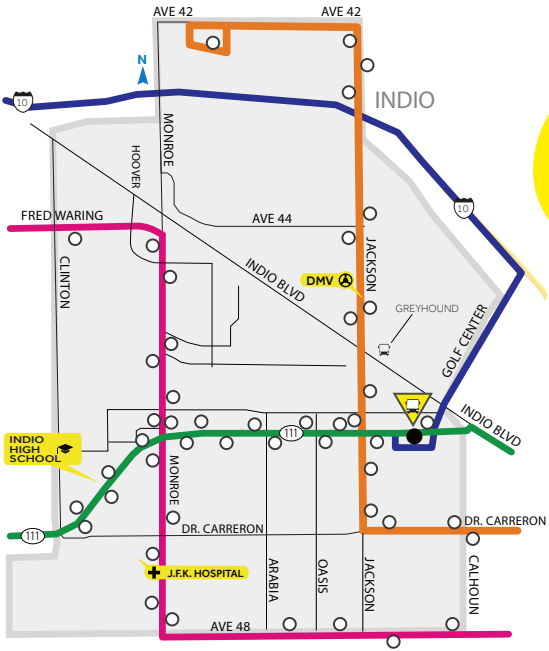 AVE 42
AVE 42
N
10
INDIO
MONROE
HOOVER
10
FRED WARING
AVE 44
JACKSON
CLINTON
INDIO BLVD
DMV
GREYHOUND
GOLF CENTER
INDIO BLVD
111
INDIO
HIGH
SCHOOL
MONROE
111
DR. CARRERON
DR. CARRERON
J.F.K. HOSPITAL
ARABIA
OASIS
JACKSON
CALHOUN
AVE 48